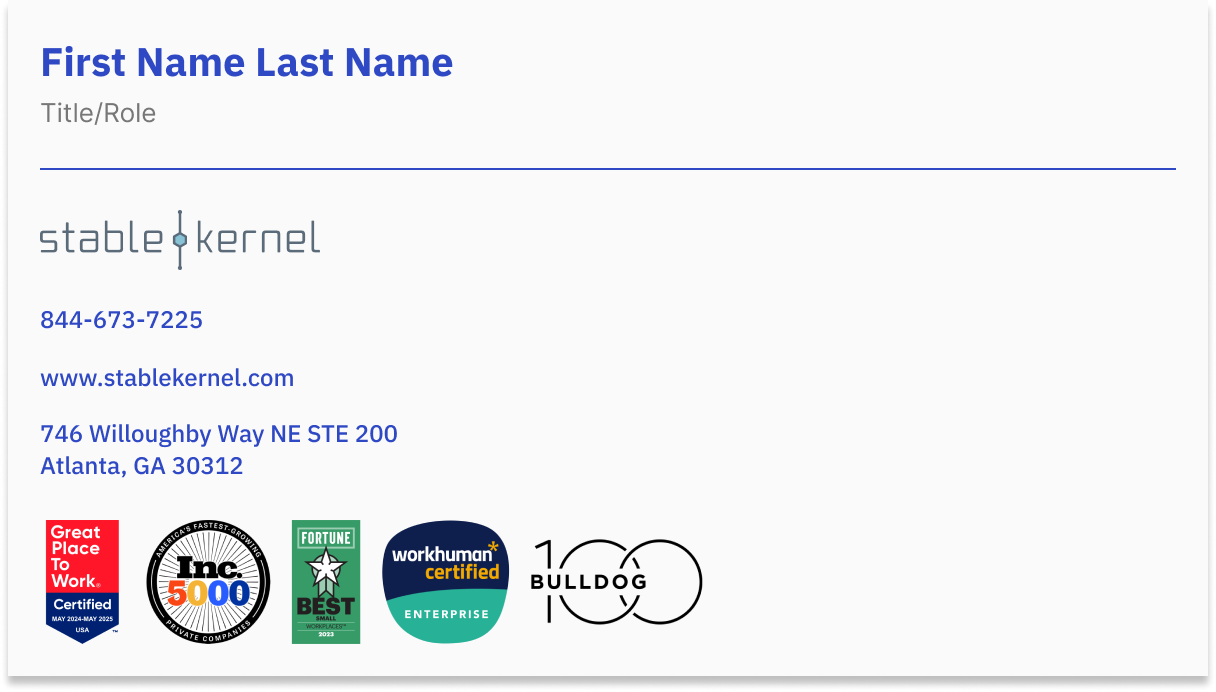 First Name Last Name
Title/Role
stable kernel
844-673-7225
www.stablekernel.com
746 Willoughby Way NE STE 200
Atlanta, GA 30312
Great
Place
To
Work®
Certified
MAY 2024-MAY 2025
USA
™
AMERICA'S FASTEST-GROWING
Inc.
5000
PRIVATE COMPANIES
FORTUNE
BEST
SMALL
WORKPLACES™
2023
workhuman*
certified
ENTERPRISE
100
BULLDOG